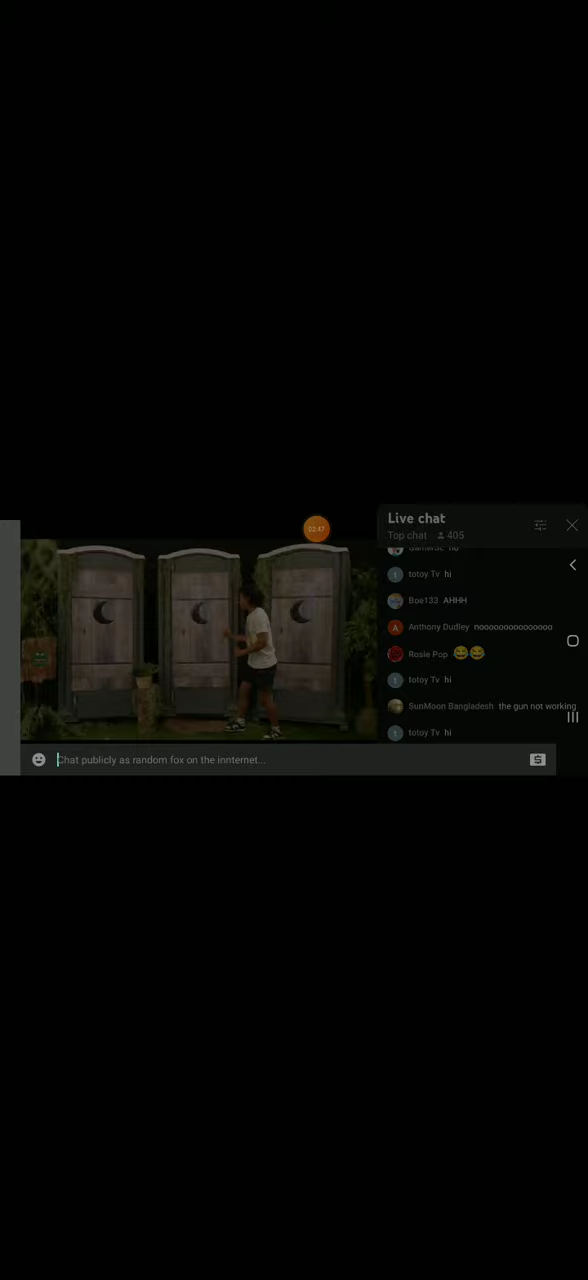 02:47
Live chat
Top chat 405
totoy Tv hi
Boe133 AHHH
Anthony Dudley nooooooooooooooo
Rosie Pop 😂😂
totoy Tv hi
SunMoon Bangladesh the gun not working
totoy Tv hi
Chat publicly as random fox on the innternet...